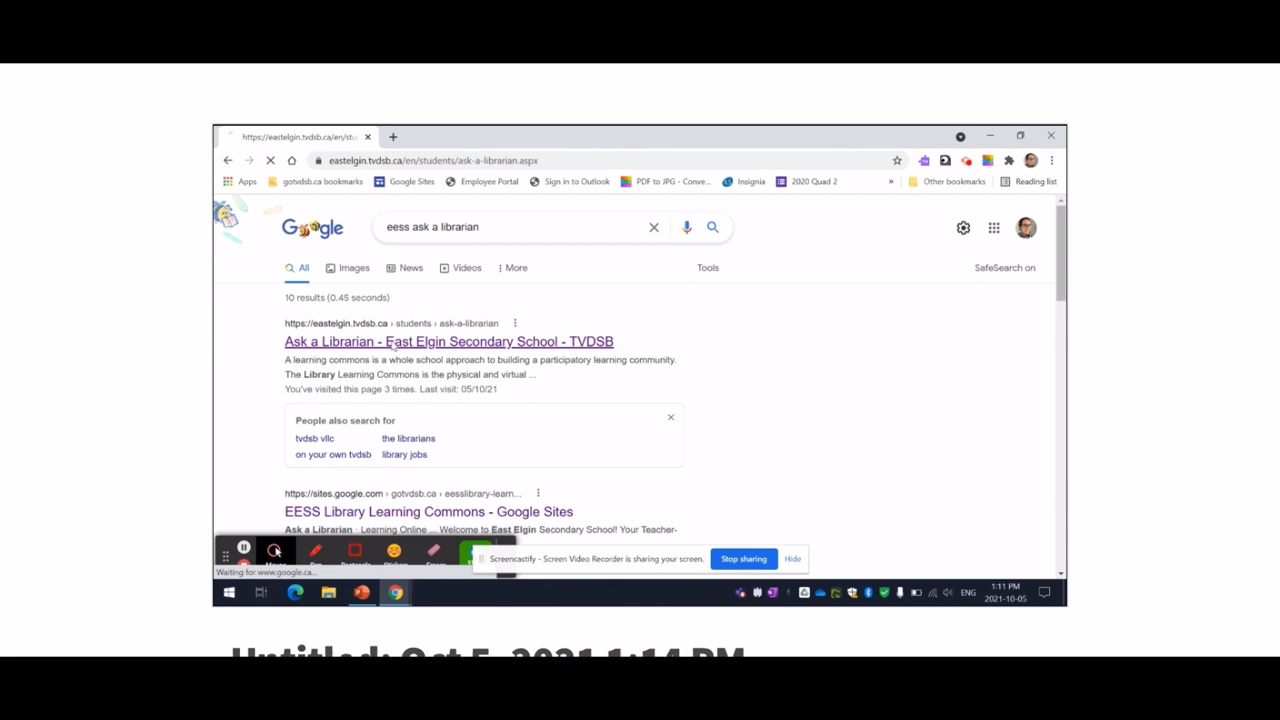 https://eastelgin.tvdsb.ca/en/stu
eastelgin.tvdsb.ca/en/students/ask-a-librarian.aspx
Apps gotvdsb.ca bookmarks Google Sites Employee Portal Sign in to Outlook PDF to JPG - Conve... Insignia 2020 Quad 2 » Other bookmarks Reading list
Google eess ask a librarian
All Images News Videos More Tools SafeSearch on
10 results (0.45 seconds)
https://eastelgin.tvdsb.ca › students › ask-a-librarian
Ask a Librarian - East Elgin Secondary School - TVDSB
A learning commons is a whole school approach to building a participatory learning community.
The Library Learning Commons is the physical and virtual ...
You've visited this page 3 times. Last visit: 05/10/21
People also search for
tvdsb vllc the librarians
on your own tvdsb library jobs
https://sites.google.com › gotvdsb.ca › eesslibrary-learn...
EESS Library Learning Commons - Google Sites
Ask a Librarian · Learning Online ... Welcome to East Elgin Secondary School! Your Teacher-
Screencastify - Screen Video Recorder is sharing your screen. Stop sharing Hide
Waiting for www.google.ca...
ENG 1:11 PM
2021-10-05
Untitled: Oct 5, 2021 1:14 PM